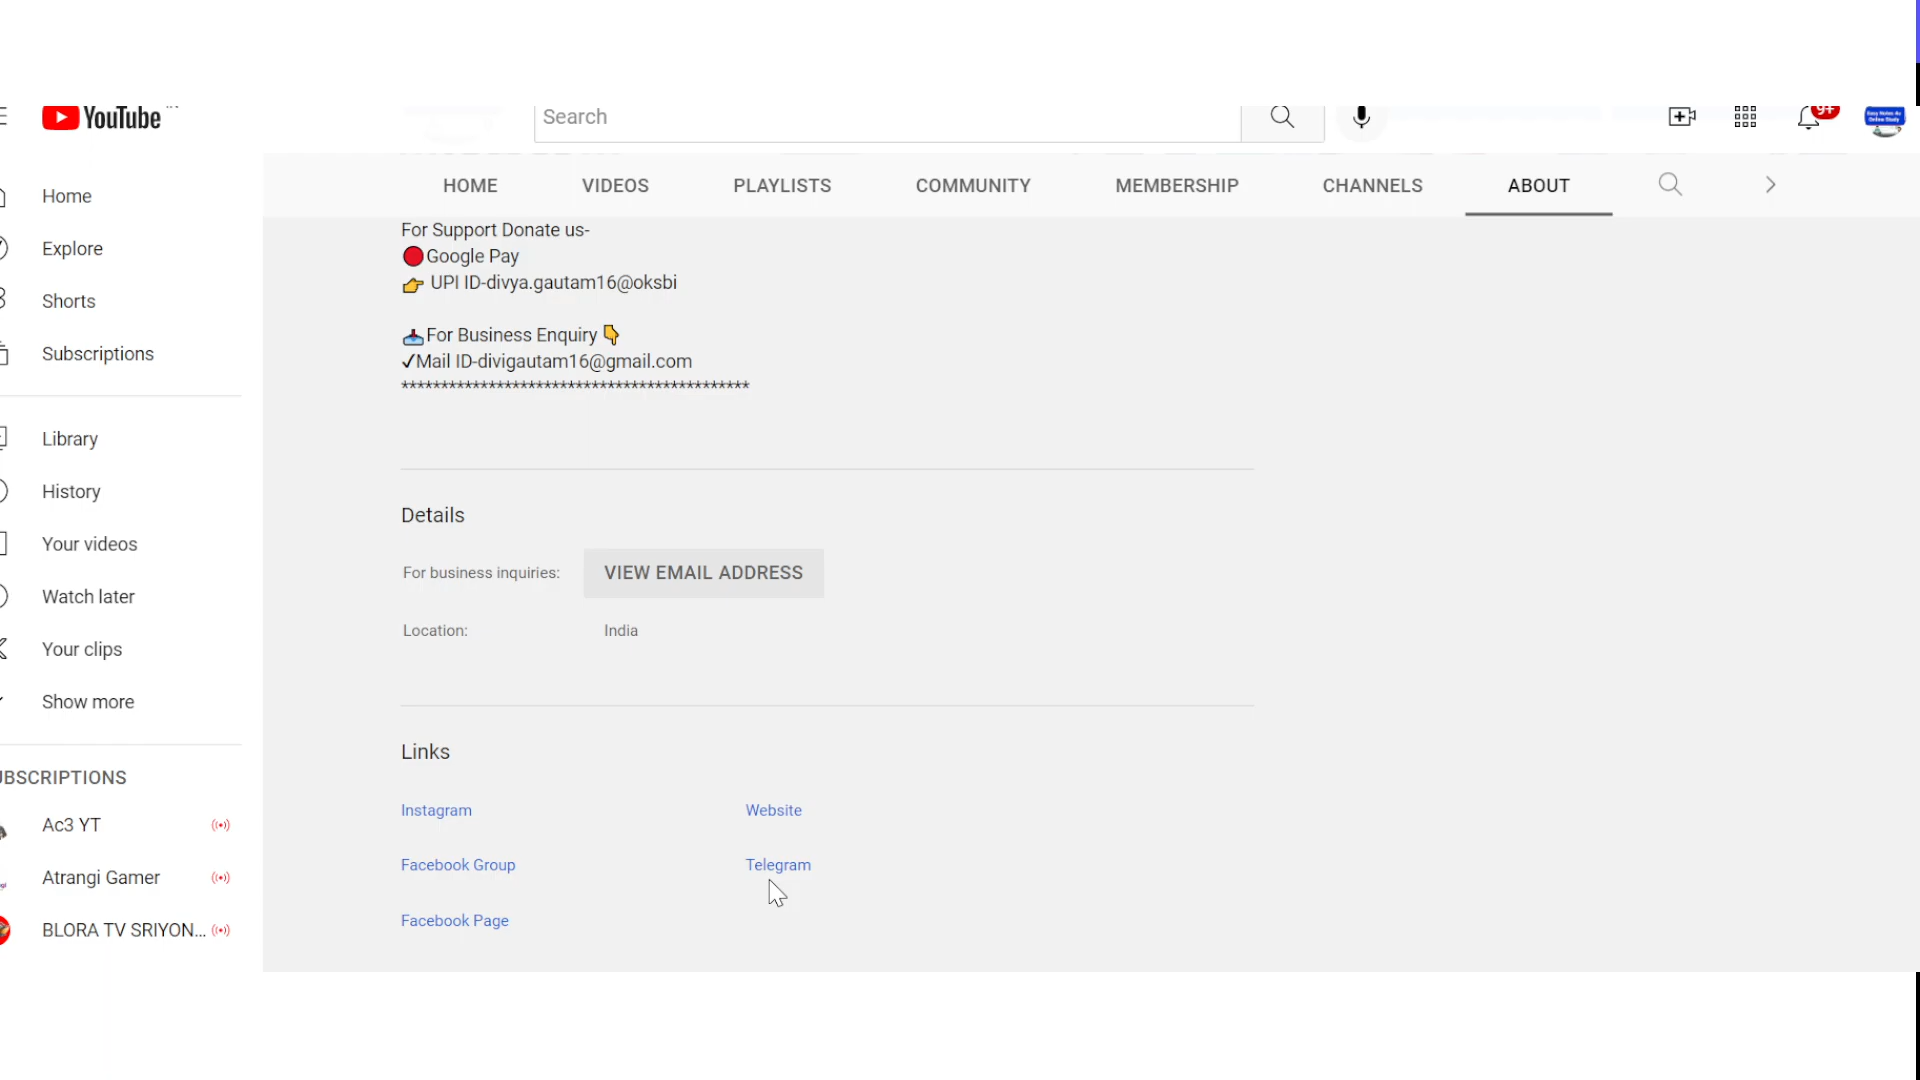 YouTube
Search
9+
HOME VIDEOS PLAYLISTS COMMUNITY MEMBERSHIP CHANNELS ABOUT
Home
Explore
Shorts
Subscriptions
Library
History
Your videos
Watch later
Your clips
Show more
UBSCRIPTIONS
Ac3 YT
Atrangi Gamer
BLORA TV SRIYON...
For Support Donate us-
🔴Google Pay
👉 UPI ID-divya.gautam16@oksbi
📥For Business Enquiry👇
✓Mail ID-divigautam16@gmail.com
********************************************
Details
For business inquiries: VIEW EMAIL ADDRESS
Location: India
Links
Instagram Website
Facebook Group Telegram
Facebook Page